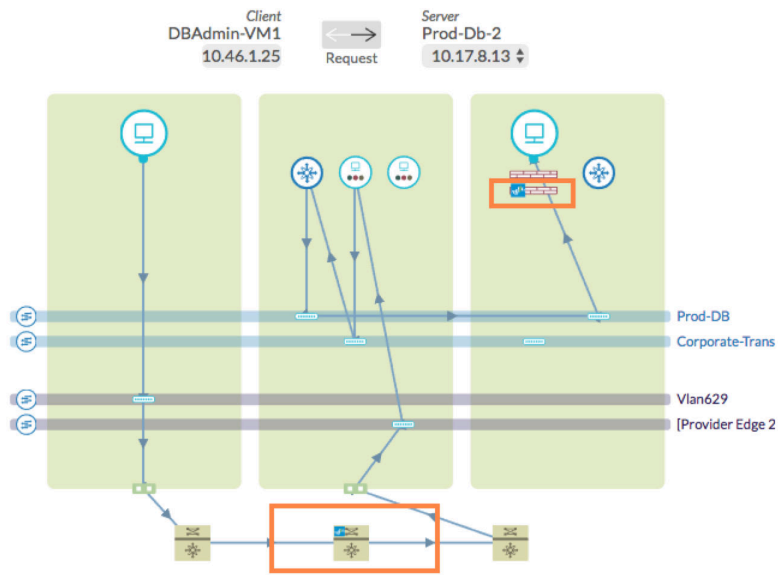 Client
DBAdmin-VM1
10.46.1.25
Request
Server
Prod-Db-2
10.17.8.13
Prod-DB
Corporate-Trans
Vlan629
[Provider Edge 2